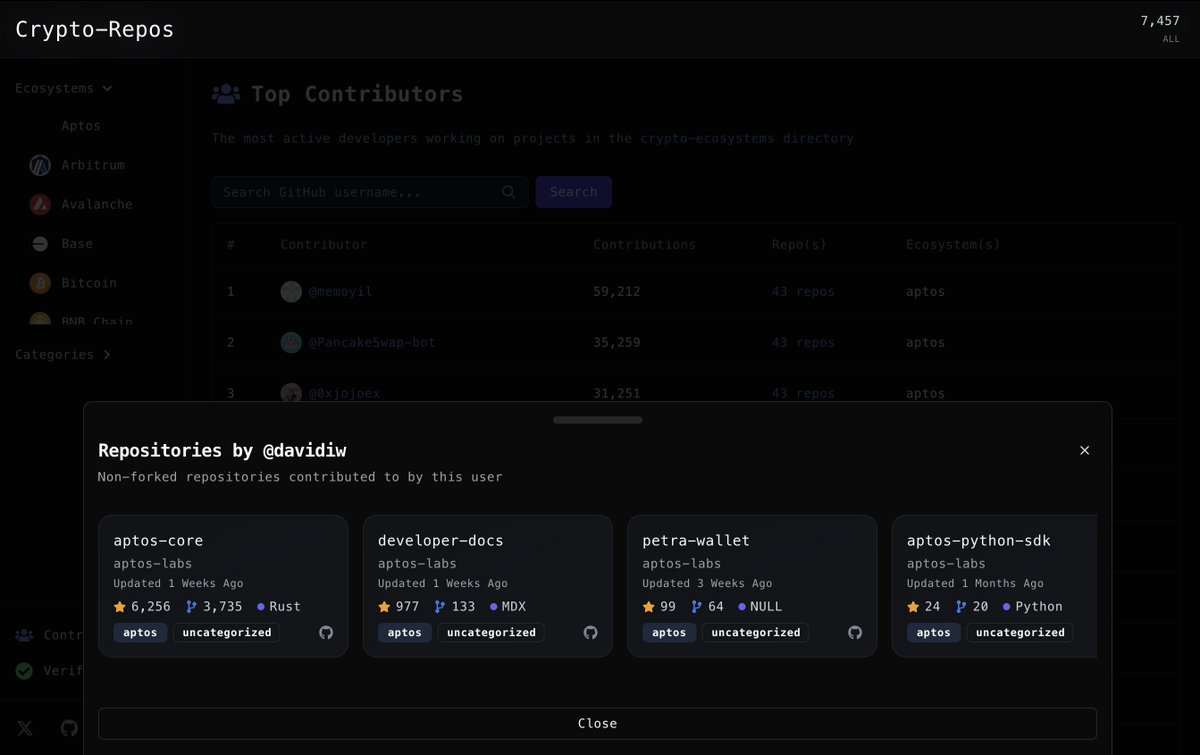 Crypto-Repos
7,457
ALL
Ecosystems
Aptos
Arbitrum
Avalanche
Base
Bitcoin
BNB Chain
Categories
Contr
Verif
Top Contributors
The most active developers working on projects in the crypto-ecosystems directory
Search GitHub username...
Search
# Contributor Contributions Repo(s) Ecosystem(s)
1 @memoyil 59,212 43 repos aptos
2 @PancakeSwap-bot 35,259 43 repos aptos
3 @0xjojoex 31,251 43 repos aptos
Repositories by @davidiw
Non-forked repositories contributed to by this user
aptos-core
aptos-labs
Updated 1 Weeks Ago
6,256 3,735 Rust
aptos uncategorized
developer-docs
aptos-labs
Updated 1 Weeks Ago
977 133 MDX
aptos uncategorized
petra-wallet
aptos-labs
Updated 3 Weeks Ago
99 64 NULL
aptos uncategorized
aptos-python-sdk
aptos-labs
Updated 1 Months Ago
24 20 Python
aptos uncategorized
Close